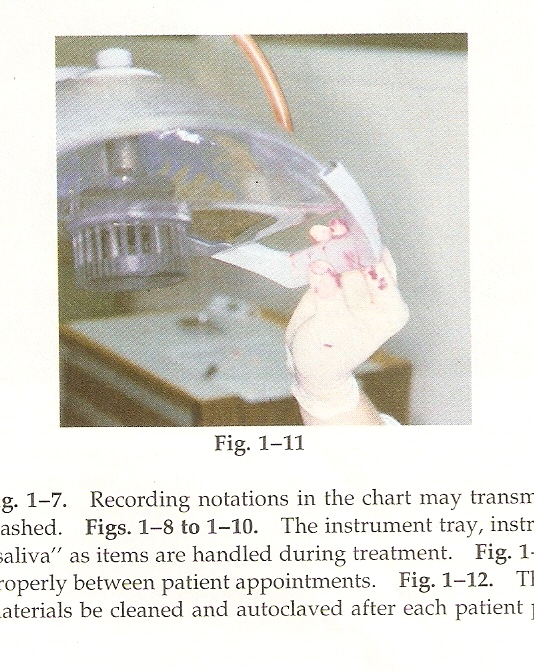 Fig. 1–11
g. 1–7. Recording notations in the chart may transm
ashed. Figs. 1–8 to 1–10. The instrument tray, instr
saliva” as items are handled during treatment. Fig. 1-
roperly between patient appointments. Fig. 1–12. Th
aterials be cleaned and autoclaved after each patient p